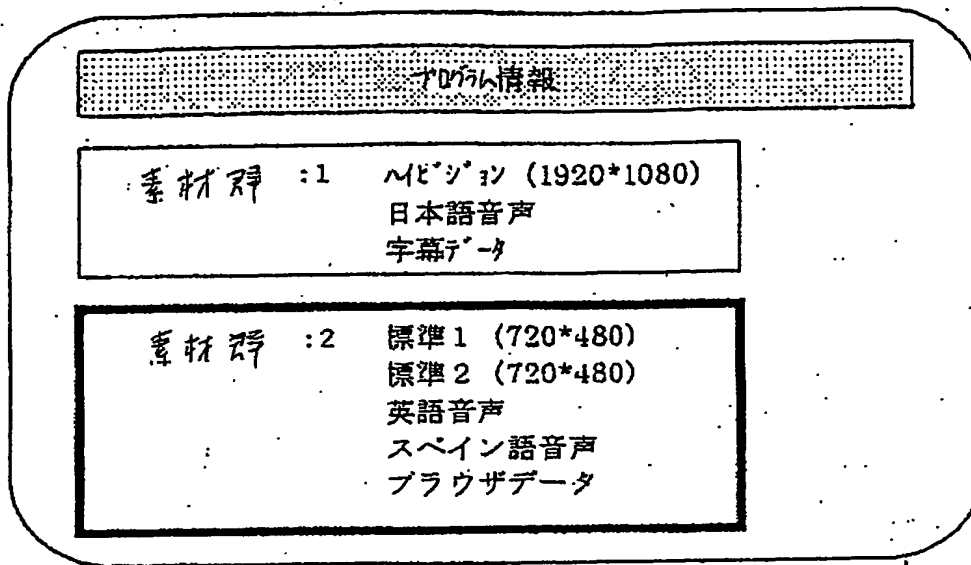 プログラム情報
素材群 :1 ハイビジョン (1920*1080)
日本語音声
字幕データ
素材群 :2 標準1 (720*480)
標準2 (720*480)
英語音声
スペイン語音声
ブラウザデータ